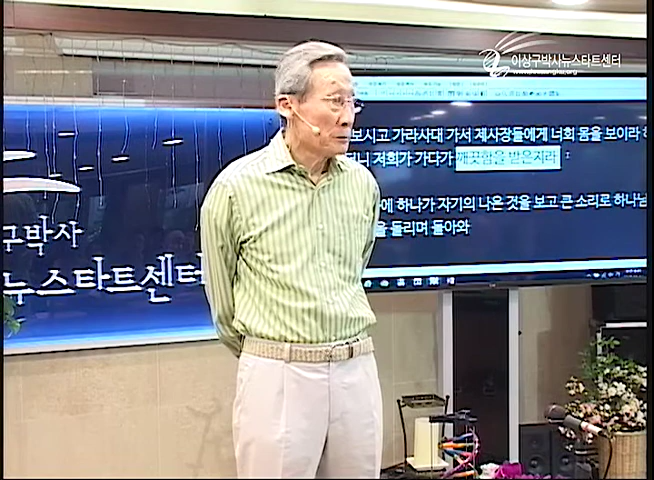 이상구박사뉴스타트센터
보시고 가라사대 가서 제사장들에게 너희 몸을 보이라
니 저희가 가다가 깨끗함을 받은지라
에 하나가 자기의 나은 것을 보고 큰 소리로 하나님
을 돌리며 돌아와
구박사
뉴스타트센터